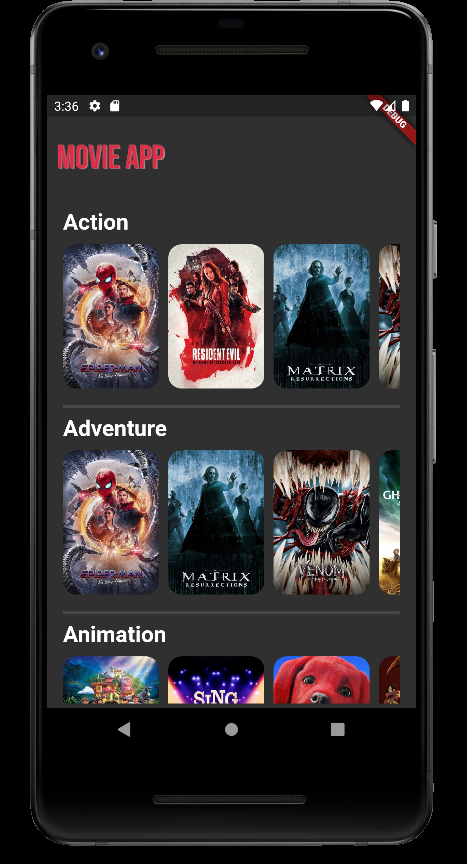 3:36
DEBUG
MOVIE APP
Action
SPIDER-MAN
RESIDENT EVIL
MATRIX
RESURRECTIONS
Adventure
SPIDER-MAN
MATRIX
RESURRECTIONS
VENOM
GH
Animation
SING